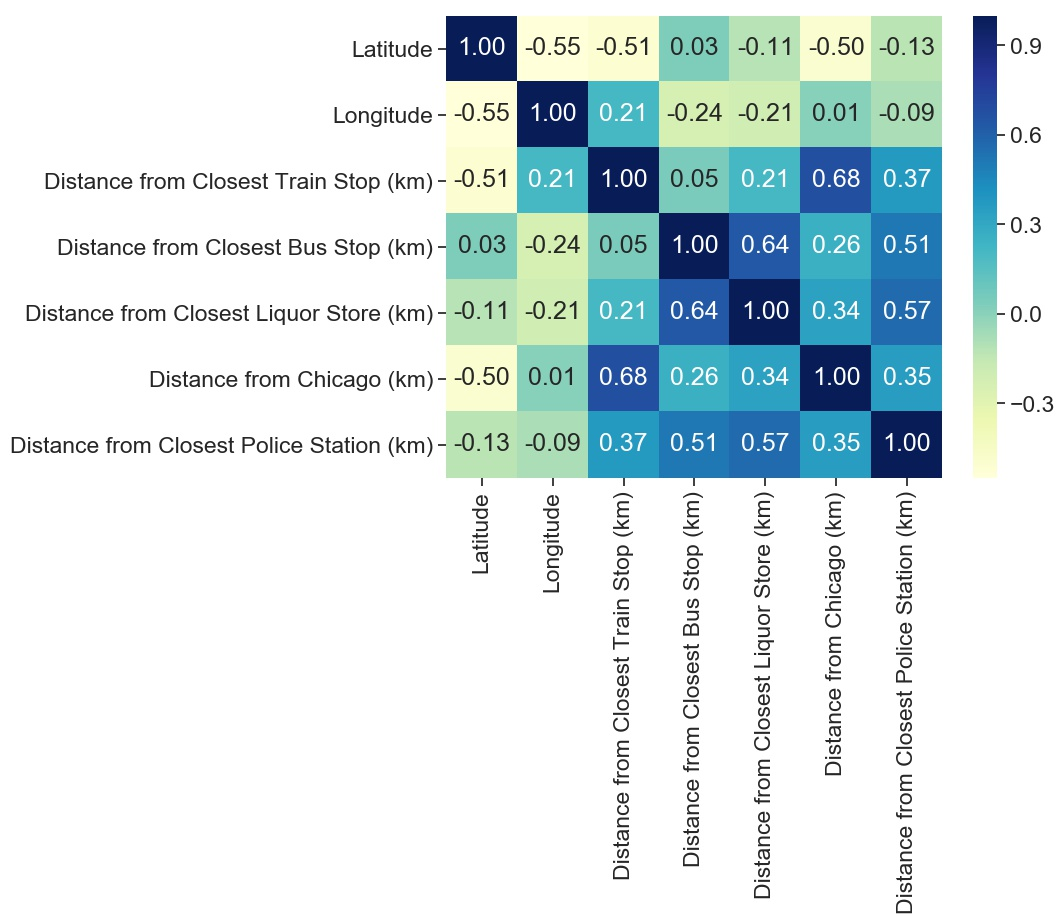 Latitude 1.00 -0.55 -0.51 0.03 -0.11 -0.50 -0.13
Longitude -0.55 1.00 0.21 -0.24 -0.21 0.01 -0.09
Distance from Closest Train Stop (km) -0.51 0.21 1.00 0.05 0.21 0.68 0.37
Distance from Closest Bus Stop (km) 0.03 -0.24 0.05 1.00 0.64 0.26 0.51
Distance from Closest Liquor Store (km) -0.11 -0.21 0.21 0.64 1.00 0.34 0.57
Distance from Chicago (km) -0.50 0.01 0.68 0.26 0.34 1.00 0.35
Distance from Closest Police Station (km) -0.13 -0.09 0.37 0.51 0.57 0.35 1.00
Latitude
Longitude
Distance from Closest Train Stop (km)
Distance from Closest Bus Stop (km)
Distance from Closest Liquor Store (km)
Distance from Chicago (km)
Distance from Closest Police Station (km)
0.9
0.6
0.3
0.0
−0.3